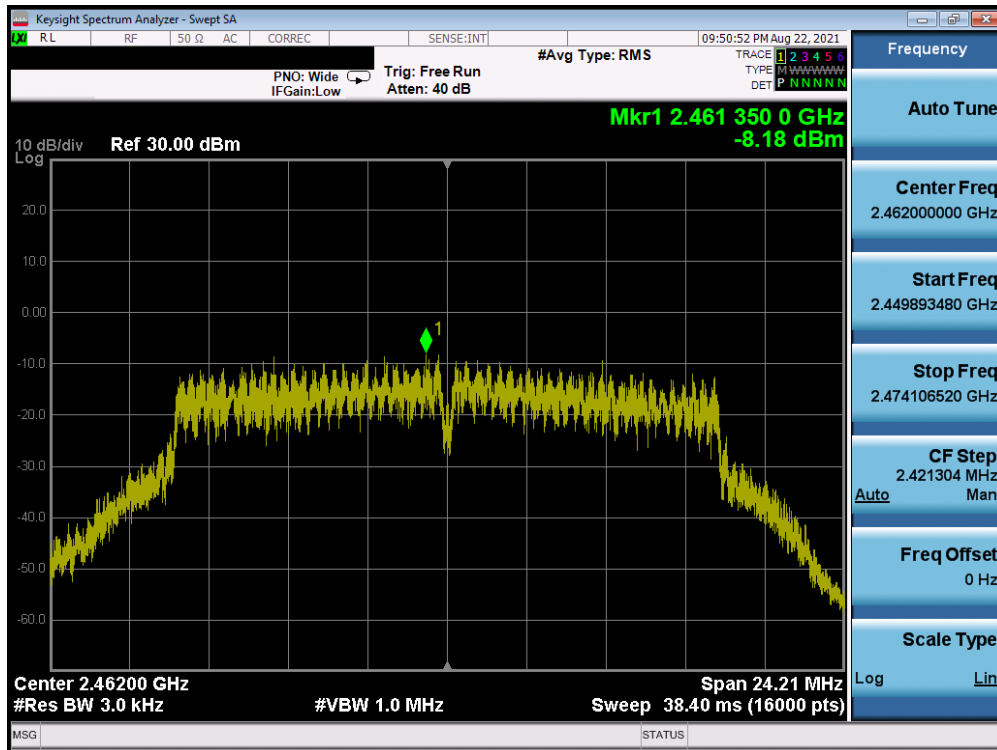 Keysight Spectrum Analyzer - Swept SA
LXI RL RF 50 Ω AC CORREC SENSE:INT 09:50:52 PM Aug 22, 2021
#Avg Type: RMS
TRACE 1 2 3 4 5 6
TYPE M WWWWW
DET P N N N N N
PNO: Wide
IFGain:Low
Trig: Free Run
Atten: 40 dB
Mkr1 2.461 350 0 GHz
-8.18 dBm
10 dB/div
Log
Ref 30.00 dBm
20.0
10.0
0.00
-10.0
-20.0
-30.0
-40.0
-50.0
-60.0
1
Center 2.46200 GHz
Span 24.21 MHz
#Res BW 3.0 kHz
#VBW 1.0 MHz
Sweep 38.40 ms (16000 pts)
MSG
STATUS
Frequency
Auto Tune
Center Freq
2.462000000 GHz
Start Freq
2.449893480 GHz
Stop Freq
2.474106520 GHz
CF Step
2.421304 MHz
Auto Man
Freq Offset
0 Hz
Scale Type
Log Lin